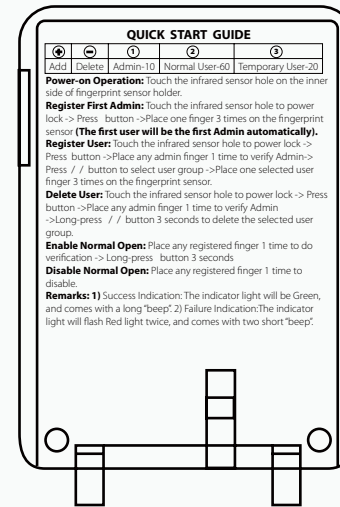 QUICK START GUIDE
⊕ ⊖ ① ② ③
Add Delete Admin-10 Normal User-60 Temporary User-20
Power-on Operation: Touch the infrared sensor hole on the inner
side of fingerprint sensor holder.
Register First Admin: Touch the infrared sensor hole to power
lock -> Press button ->Place one finger 3 times on the fingerprint
sensor (The first user will be the first Admin automatically).
Register User: Touch the infrared sensor hole to power lock ->
Press button ->Place any admin finger 1 time to verify Admin->
Press / / button to select user group ->Place one selected user
finger 3 times on the fingerprint sensor.
Delete User: Touch the infrared sensor hole to power lock -> Press
button ->Place any admin finger 1 time to verify Admin
->Long-press / / button 3 seconds to delete the selected user
group.
Enable Normal Open: Place any registered finger 1 time to do
verification -> Long-press button 3 seconds
Disable Normal Open: Place any registered finger 1 time to
disable.
Remarks: 1) Success Indication: The indicator light will be Green,
and comes with a long “beep”. 2) Failure Indication:The indicator
light will flash Red light twice, and comes with two short “beep”.